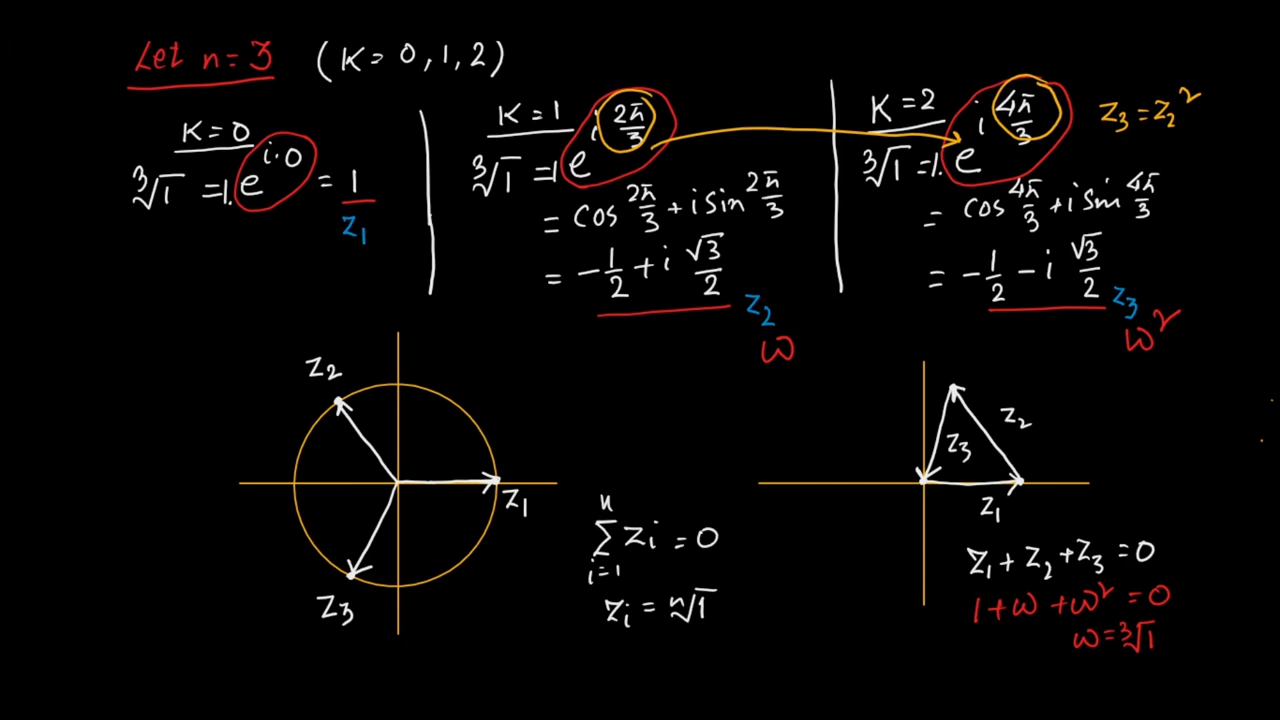 Let n=3 (K=0,1,2)
K=0
∛1 =1.e^(i·0) = 1
z₁
K=1
∛1 =1e^(i 2π/3)
= cos 2π/3 + i sin 2π/3
= -1/2 + i √3/2
z₂
ω
K=2
∛1 =1.e^(i 4π/3)
= cos 4π/3 + i sin 4π/3
= -1/2 - i √3/2
z₃
ω²
z₃=z₂²
z₂
z₁
z₃
n
Σ zi = 0
i=1
zi = ⁿ√1
z₂
z₃
z₁
z₁+z₂+z₃=0
1+ω+ω²=0
ω=∛1